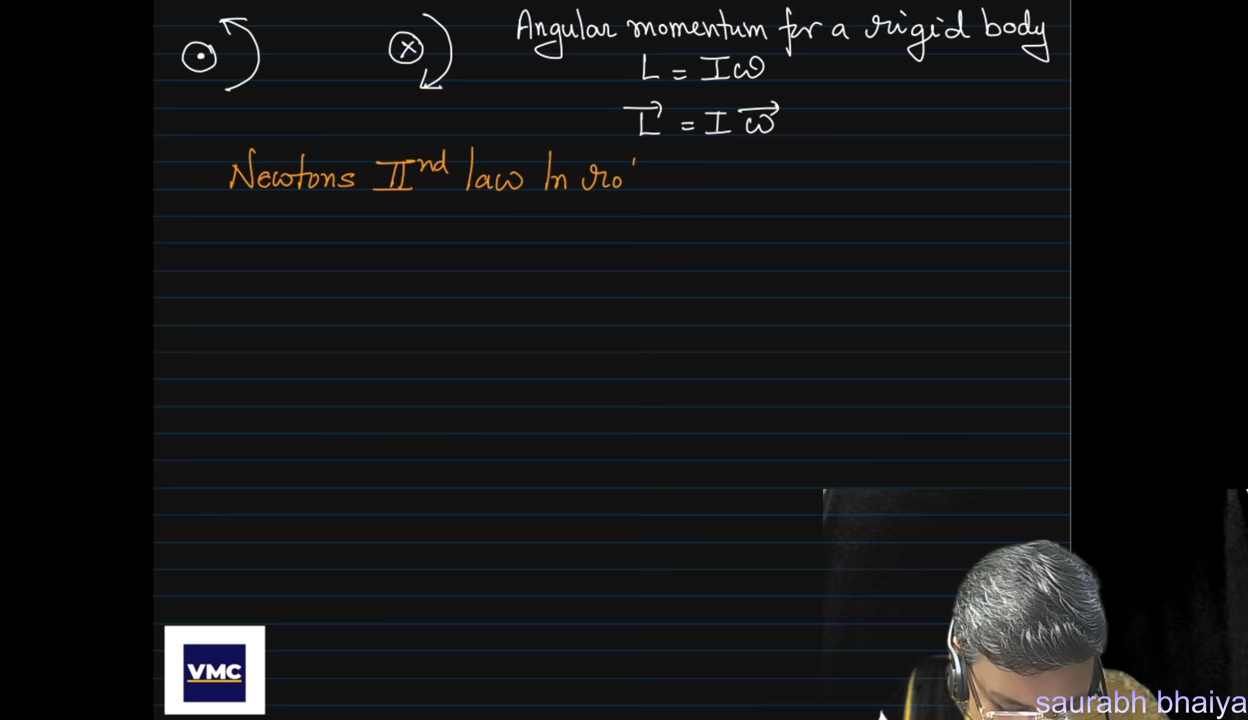 Angular momentum for a rigid body
L = Iω
L⃗ = I ω⃗
Newtons IInd law In ro'
VMC
saurabh bhaiya